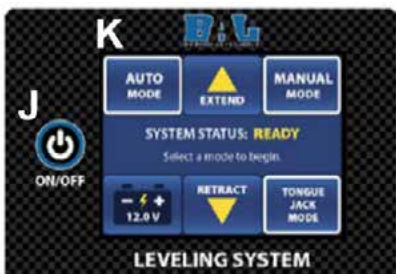 K
B&L
AUTO
MODE
EXTEND
MANUAL
MODE
J
SYSTEM STATUS: READY
Select a mode to begin.
ON/OFF
- +
12.0 V
RETRACT
TONGUE
JACK
MODE
LEVELING SYSTEM